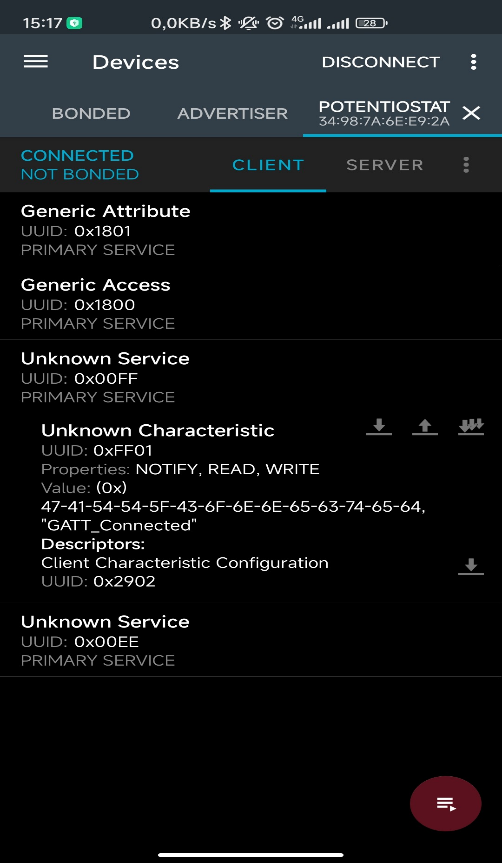 15:17 0,0KB/s 4G 28
Devices DISCONNECT
BONDED ADVERTISER POTENTIOSTAT
34:98:7A:6E:E9:2A
CONNECTED
NOT BONDED
CLIENT SERVER
Generic Attribute
UUID: 0x1801
PRIMARY SERVICE
Generic Access
UUID: 0x1800
PRIMARY SERVICE
Unknown Service
UUID: 0x00FF
PRIMARY SERVICE
Unknown Characteristic
UUID: 0xFF01
Properties: NOTIFY, READ, WRITE
Value: (0x)
47-41-54-54-5F-43-6F-6E-6E-65-63-74-65-64,
"GATT_Connected"
Descriptors:
Client Characteristic Configuration
UUID: 0x2902
Unknown Service
UUID: 0x00EE
PRIMARY SERVICE